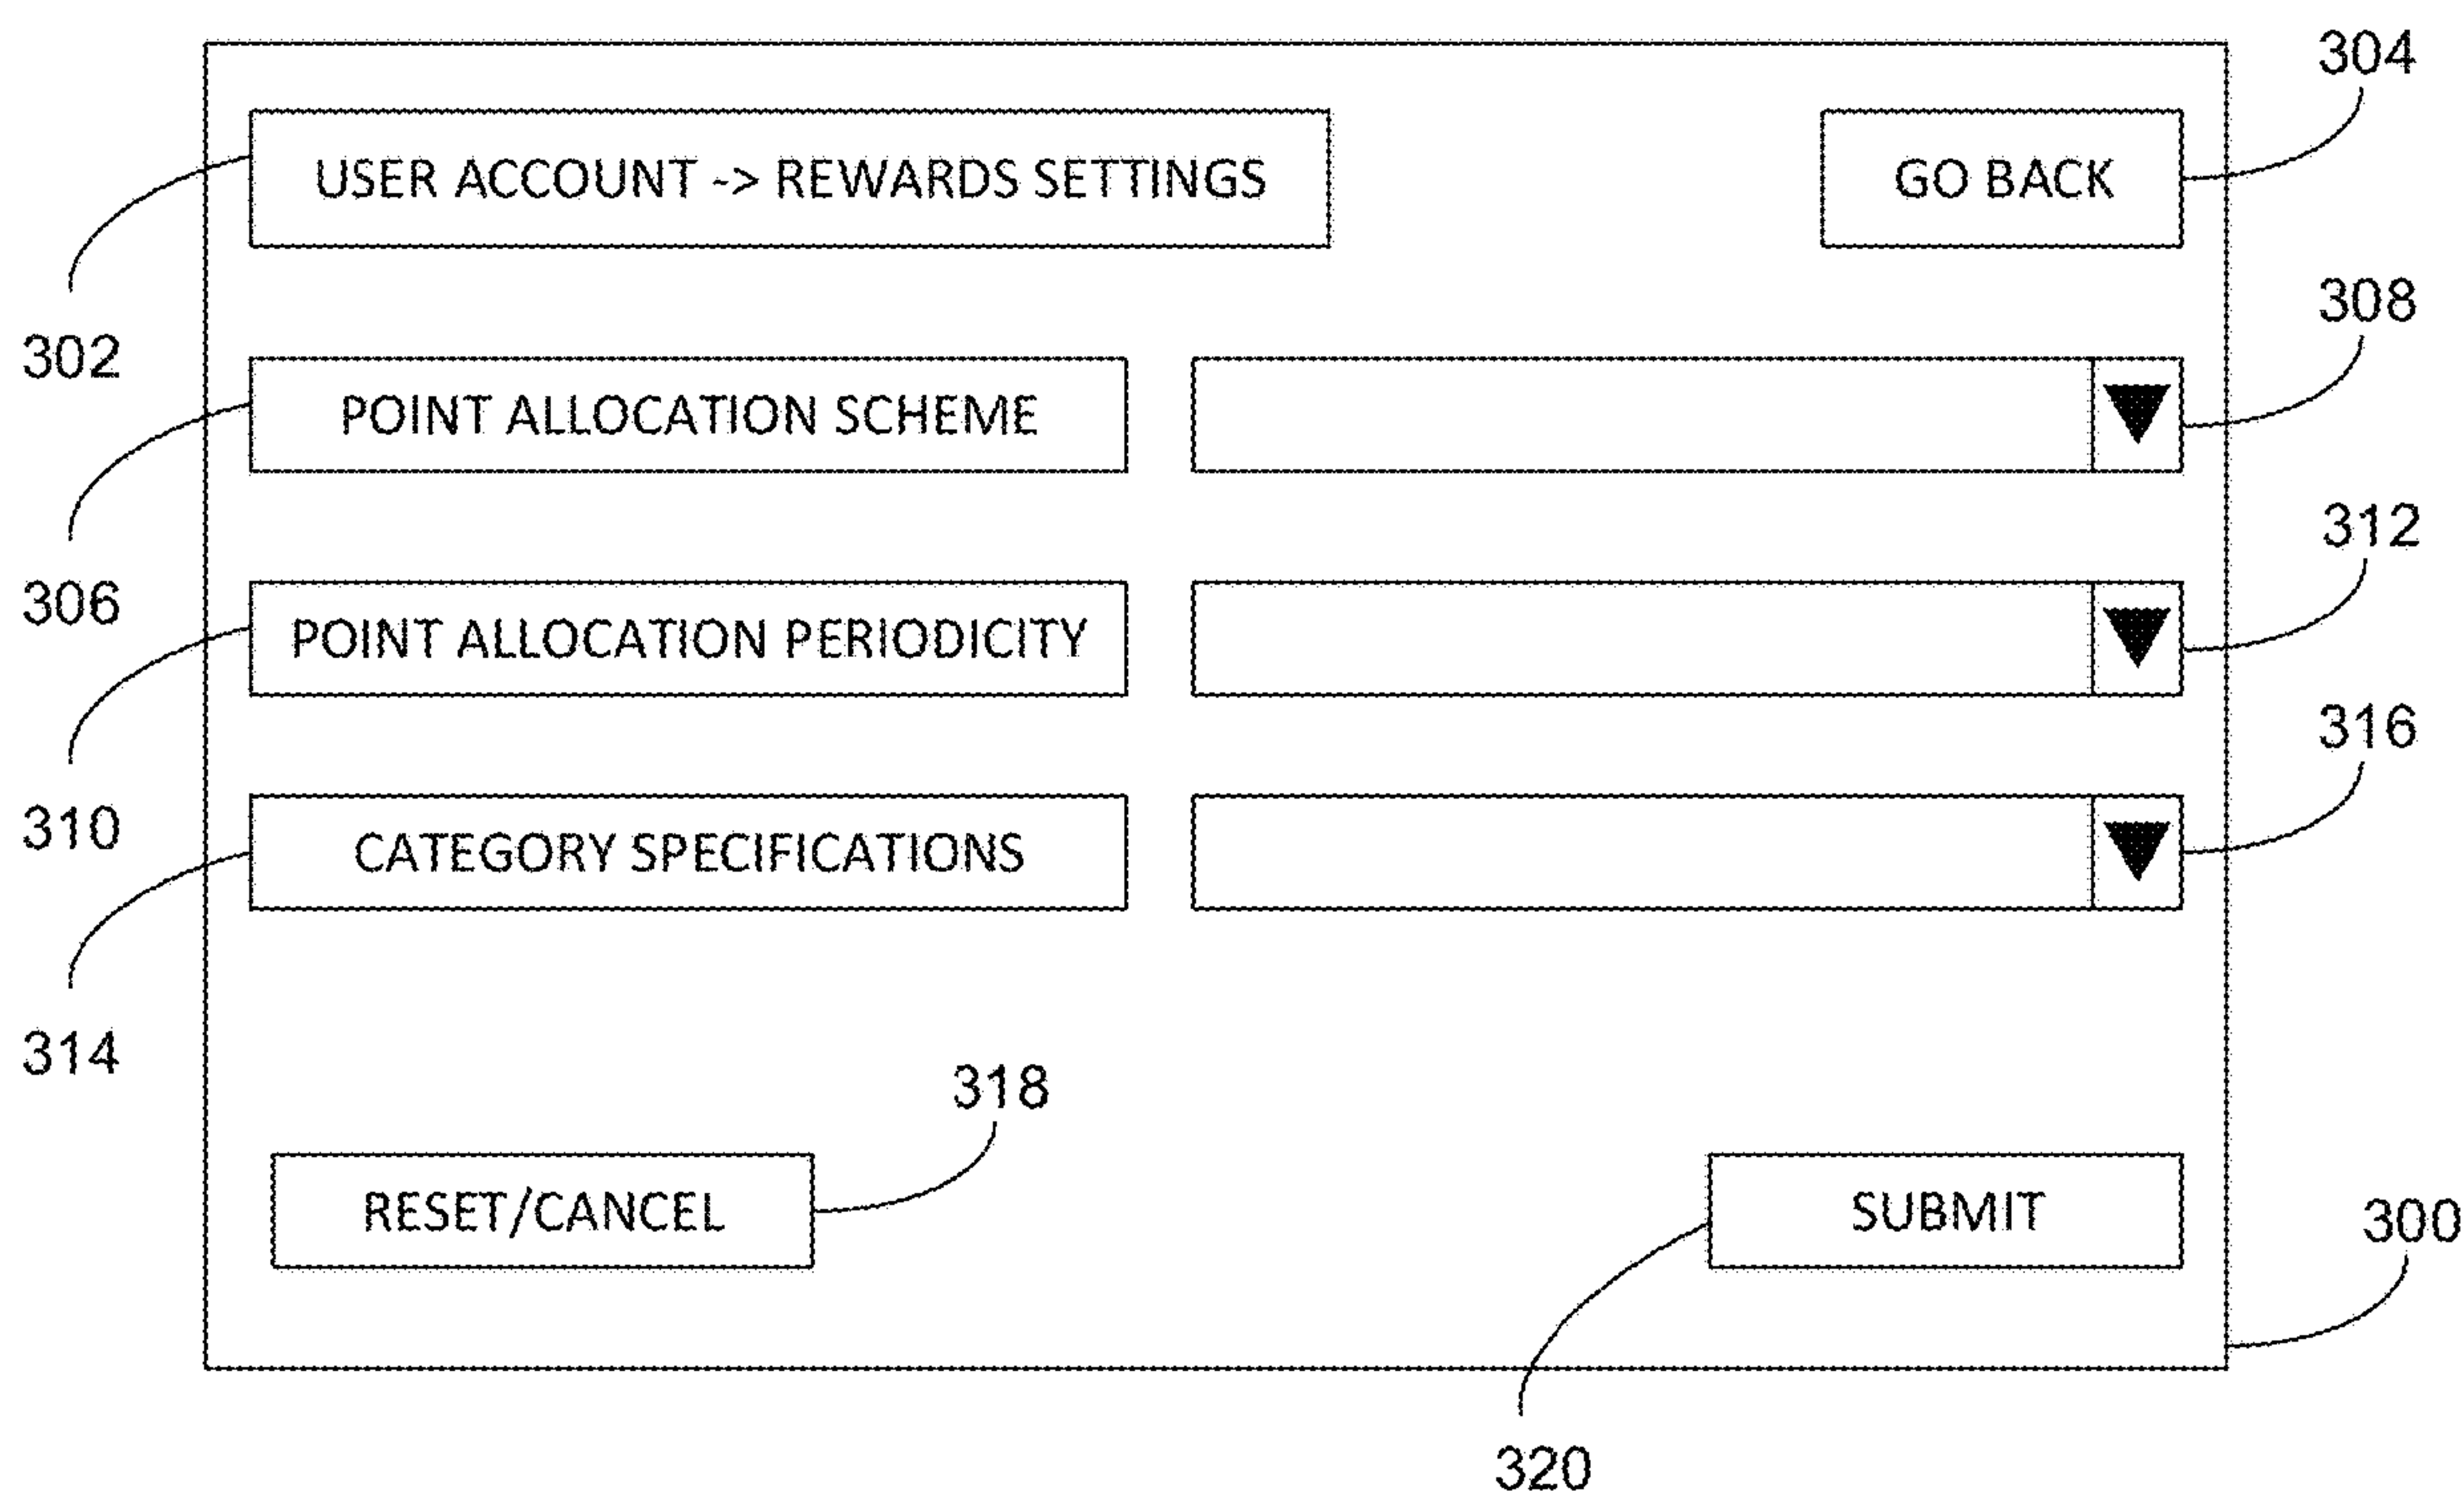 304
USER ACCOUNT -> REWARDS SETTINGS
GO BACK
302
308
POINT ALLOCATION SCHEME
306
312
POINT ALLOCATION PERIODICITY
310
316
CATEGORY SPECIFICATIONS
314
318
RESET/CANCEL
SUBMIT
300
320